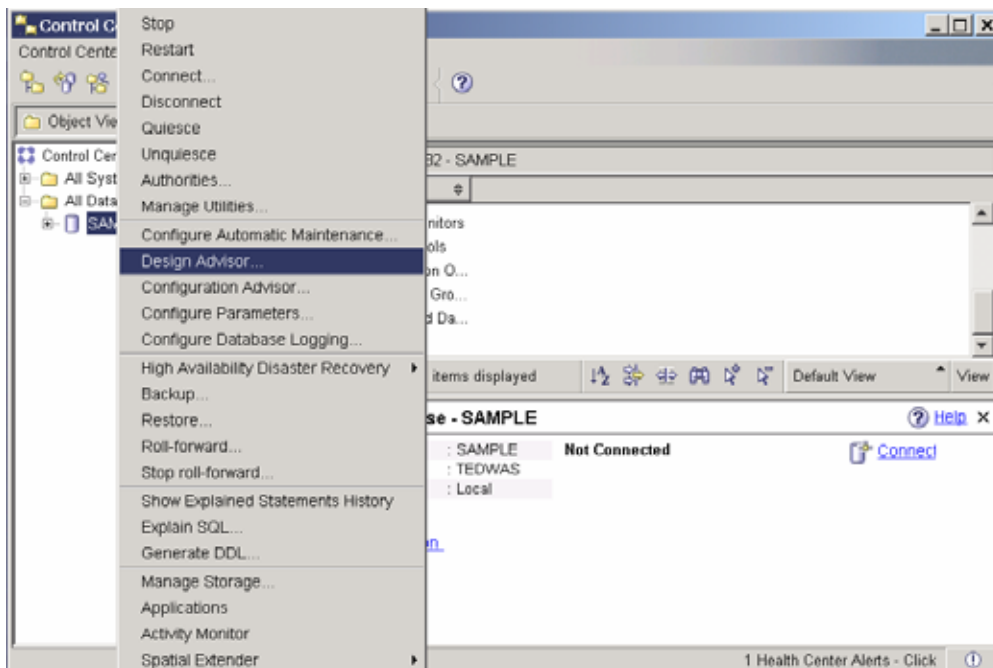 Control C
Control Cente
Object Vie
Control Cer
All Syst
All Data
SAM
Stop
Restart
Connect...
Disconnect
Quiesce
Unquiesce
Authorities...
Manage Utilities...
Configure Automatic Maintenance...
Design Advisor...
Configuration Advisor...
Configure Parameters...
Configure Database Logging...
High Availability Disaster Recovery
Backup...
Restore...
Roll-forward...
Stop roll-forward...
Show Explained Statements History
Explain SQL...
Generate DDL...
Manage Storage...
Applications
Activity Monitor
Spatial Extender
B2 - SAMPLE
nitors
ols
on O...
Gro...
d Da...
items displayed
Default View
View
se - SAMPLE
Help
: SAMPLE
Not Connected
Connect
: TEDWAS
: Local
on
1 Health Center Alerts - Click